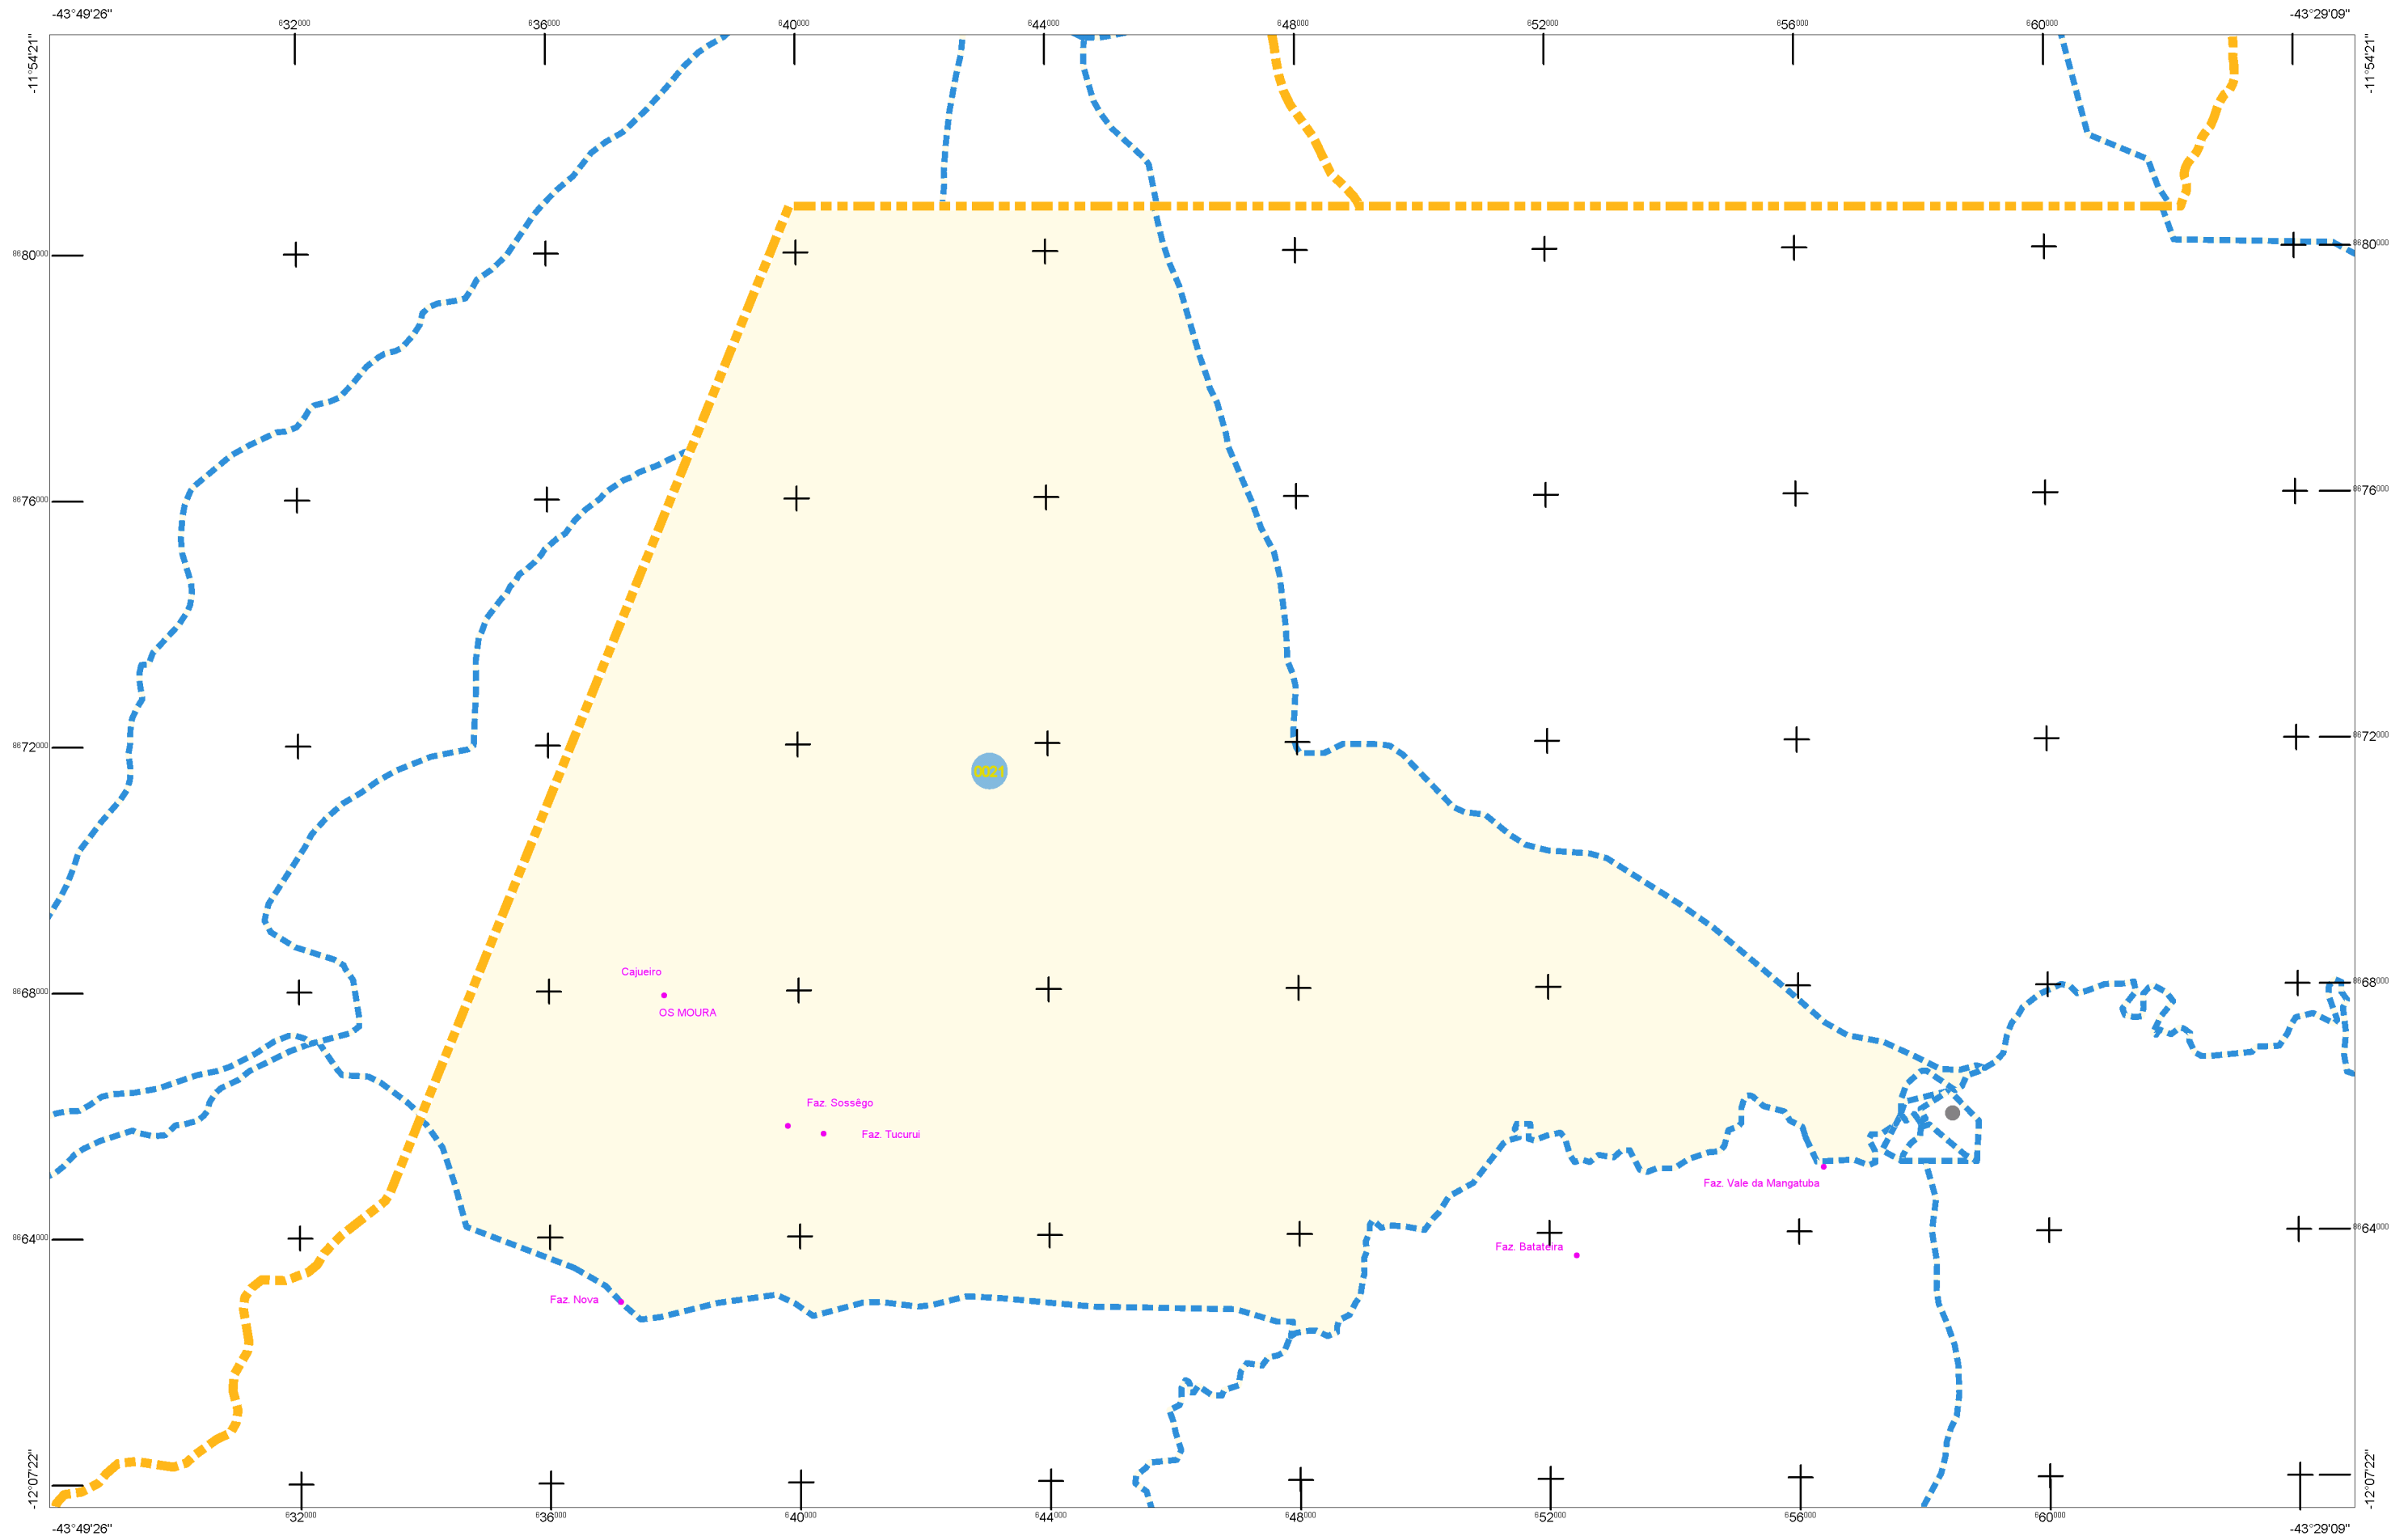 -43°49'26" -43°29'09"
632000 636000 640000 644000 648000 652000 656000 660000
-11°54'21" -11°54'21"
8680000 8680000
8676000 8676000
8672000 8672000
0021
Cajueiro
8668000 8668000
OS MOURA
Faz. Sossêgo
Faz. Tucurui
Faz. Vale da Mangatuba
8664000 8664000
Faz. Batateira
Faz. Nova
-12°07'22" -12°07'22"
632000 636000 640000 644000 648000 652000 656000 660000
-43°49'26" -43°29'09"